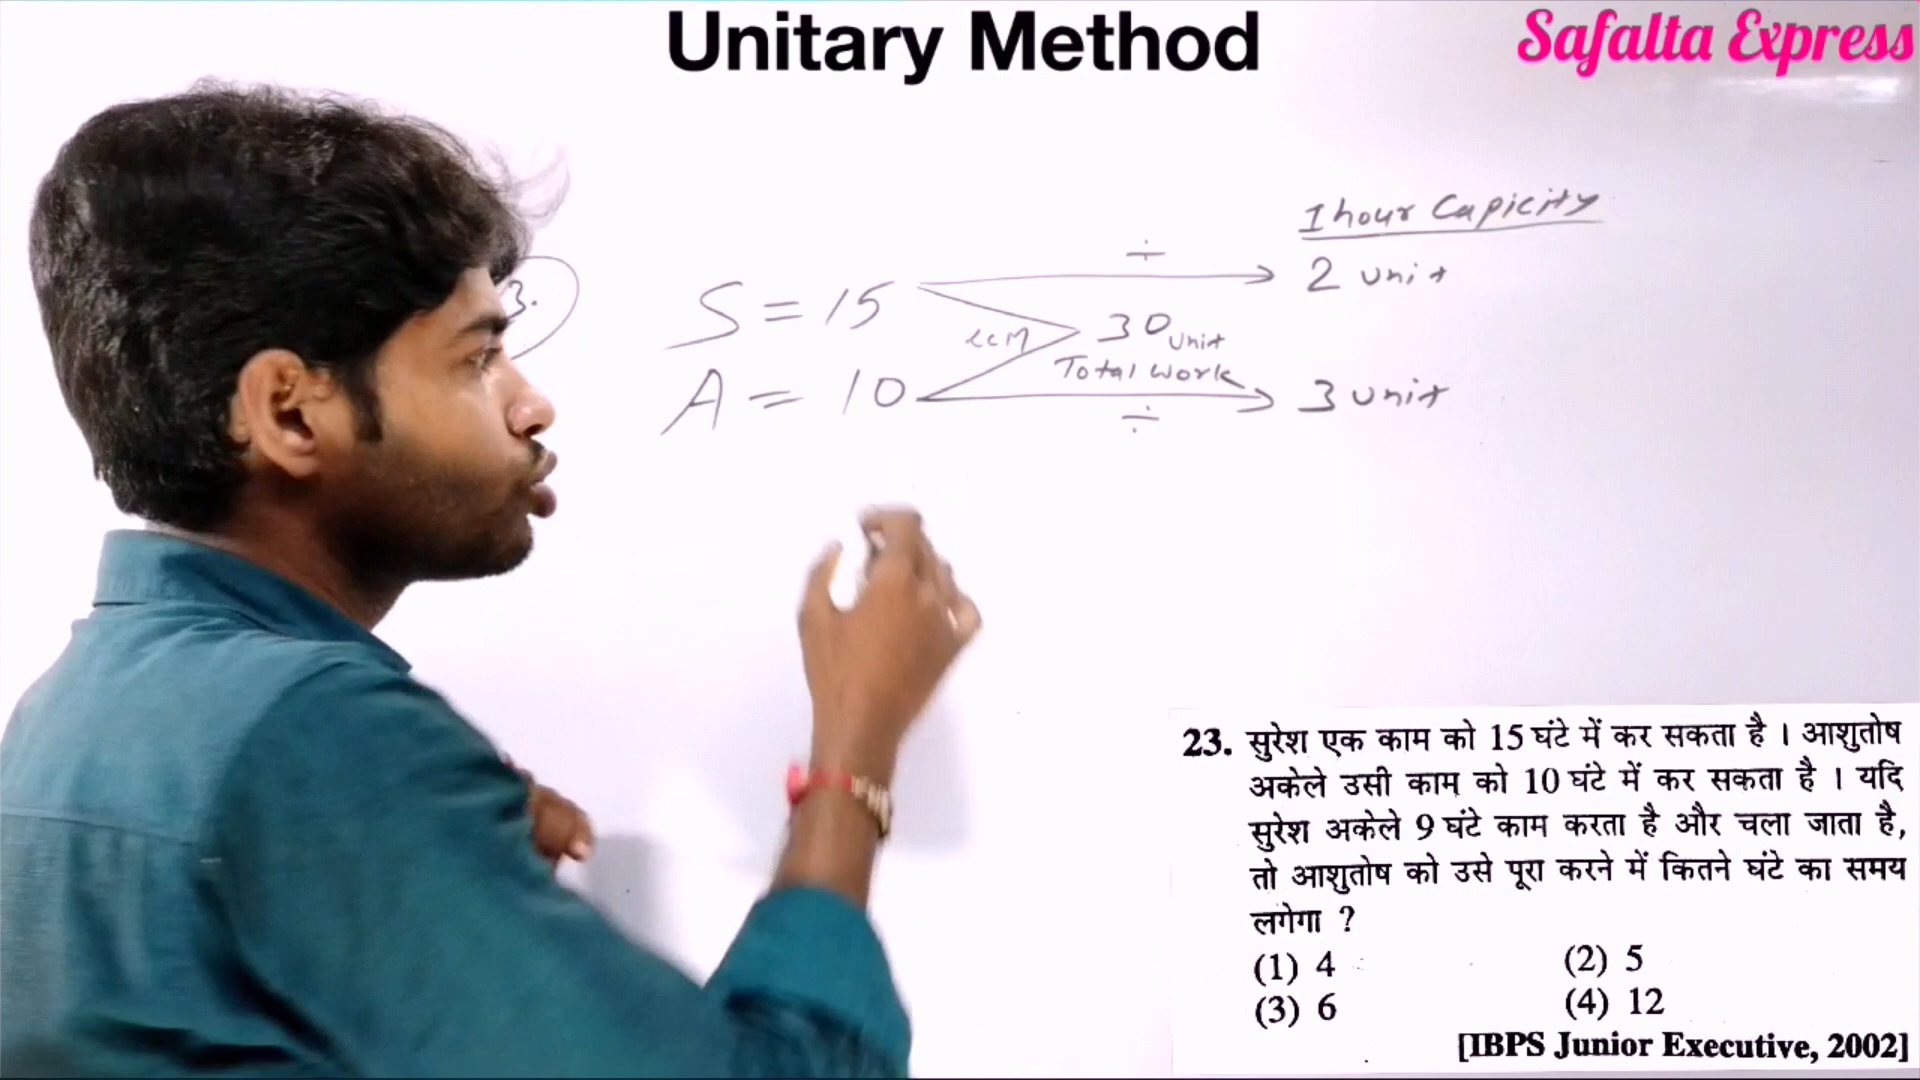 Unitary Method
Safalta Express
3.
1 hour Capicity
S = 15
÷
2 unit
LCM
30 Unit
Total work
A = 10
÷
3 unit
23. सुरेश एक काम को 15 घंटे में कर सकता है । आशुतोष
अकेले उसी काम को 10 घंटे में कर सकता है । यदि
सुरेश अकेले 9 घंटे काम करता है और चला जाता है,
तो आशुतोष को उसे पूरा करने में कितने घंटे का समय
लगेगा ?
(1) 4 (2) 5
(3) 6 (4) 12
[IBPS Junior Executive, 2002]